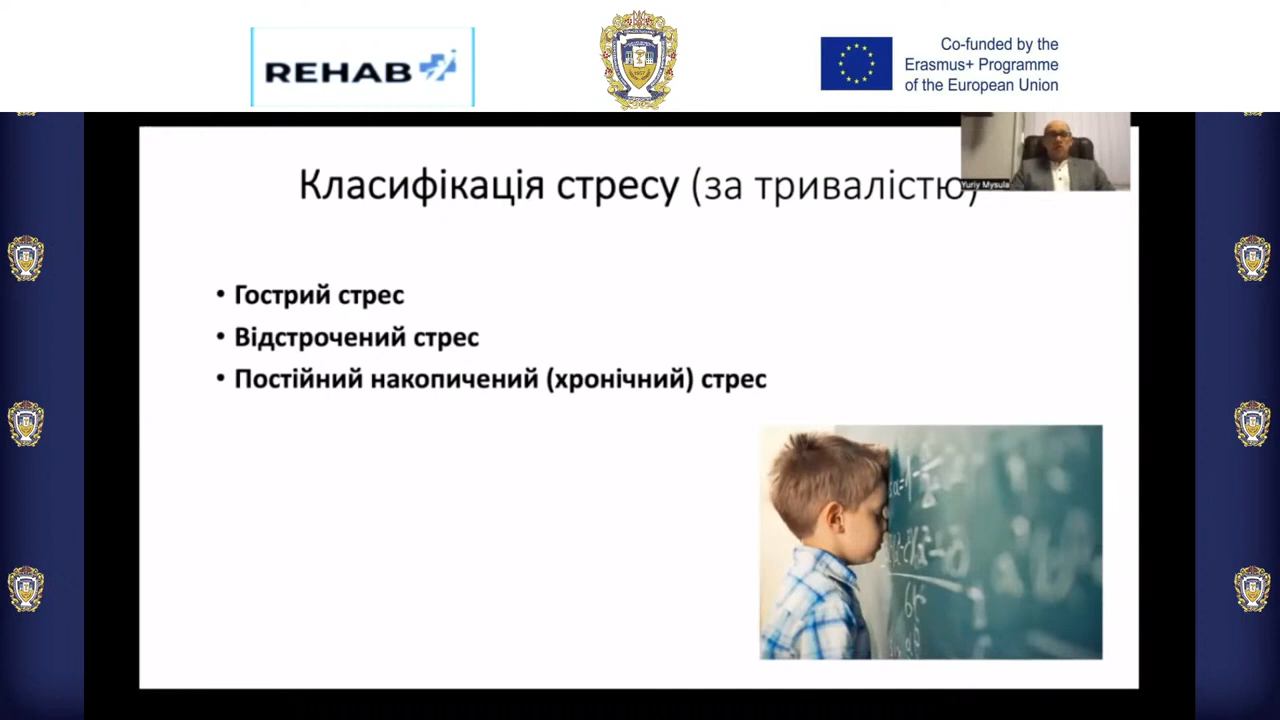 REHAB
1957
Co-funded by the
Erasmus+ Programme
of the European Union
Yuriy Mysula
Класифікація стресу (за тривалістю)
• Гострий стрес
• Відстрочений стрес
• Постійний накопичений (хронічний) стрес